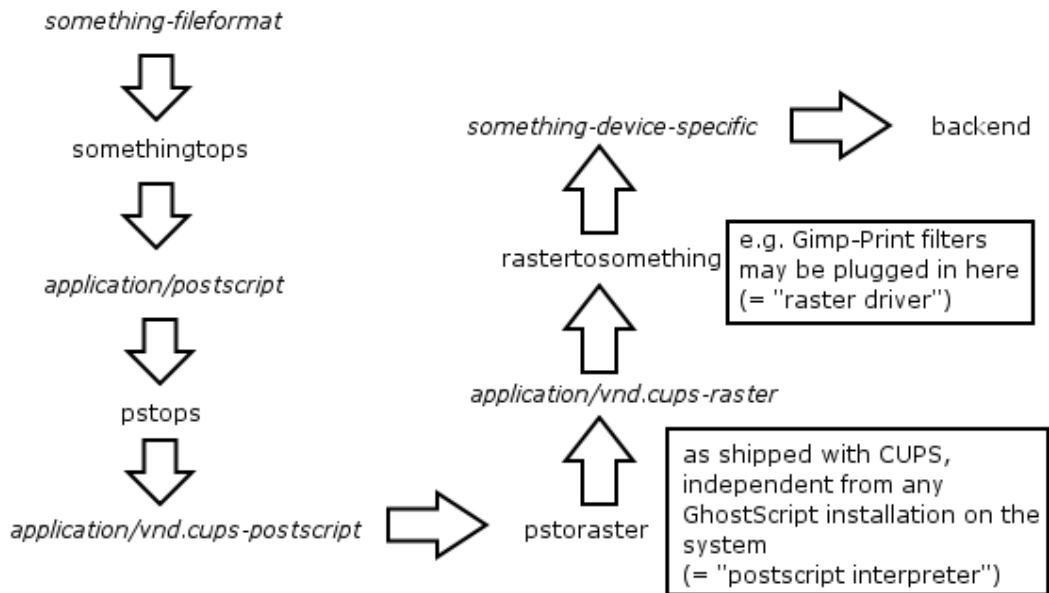 something-fileformat
somethingtops
application/postscript
pstops
application/vnd.cups-postscript
pstoraster
as shipped with CUPS,
independent from any
GhostScript installation on the
system
(= "postscript interpreter")
application/vnd.cups-raster
rastertosomething
e.g. Gimp-Print filters
may be plugged in here
(= "raster driver")
something-device-specific
backend